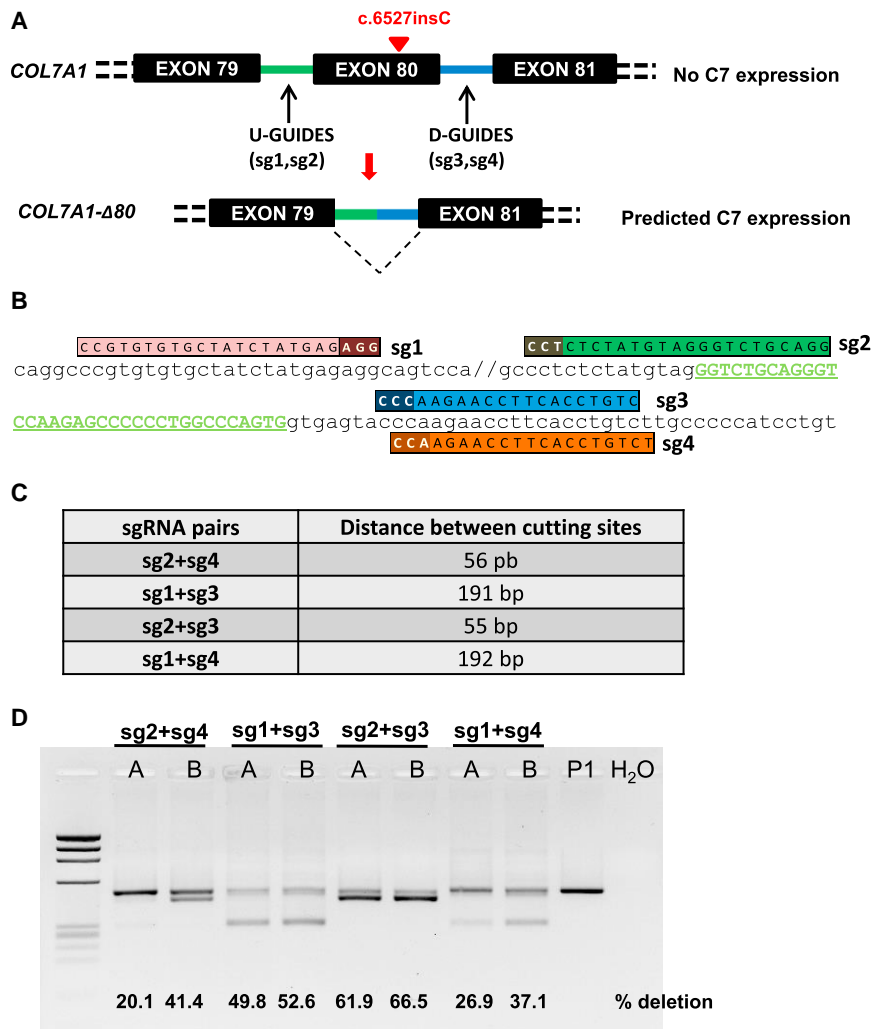 A
c.6527insC
COL7A1 EXON 79 EXON 80 EXON 81 No C7 expression
U-GUIDES D-GUIDES
(sg1,sg2) (sg3,sg4)
COL7A1-Δ80 EXON 79 EXON 81 Predicted C7 expression
B
CCGTGTGTGCTATCTATGAGAGG sg1 CCTCTCTATGTAGGGTCTGCAGG sg2
caggcccgtgtgtgctatctatgagaggcagtcca//gccctctctatgtagGGTCTGCAGGGT
CCCAAGAACCTTCACCTGTC sg3
CCAAGAGCCCCCCTGGCCCAGTGgtgagtacccaagaaccttcacctgtcttgcccccatcctgt
CCAAGAACCTTCACCTGTCT sg4
C
sgRNA pairs Distance between cutting sites
sg2+sg4 56 pb
sg1+sg3 191 bp
sg2+sg3 55 bp
sg1+sg4 192 bp
D
sg2+sg4 sg1+sg3 sg2+sg3 sg1+sg4
A B A B A B A B P1 H₂O
20.1 41.4 49.8 52.6 61.9 66.5 26.9 37.1 % deletion